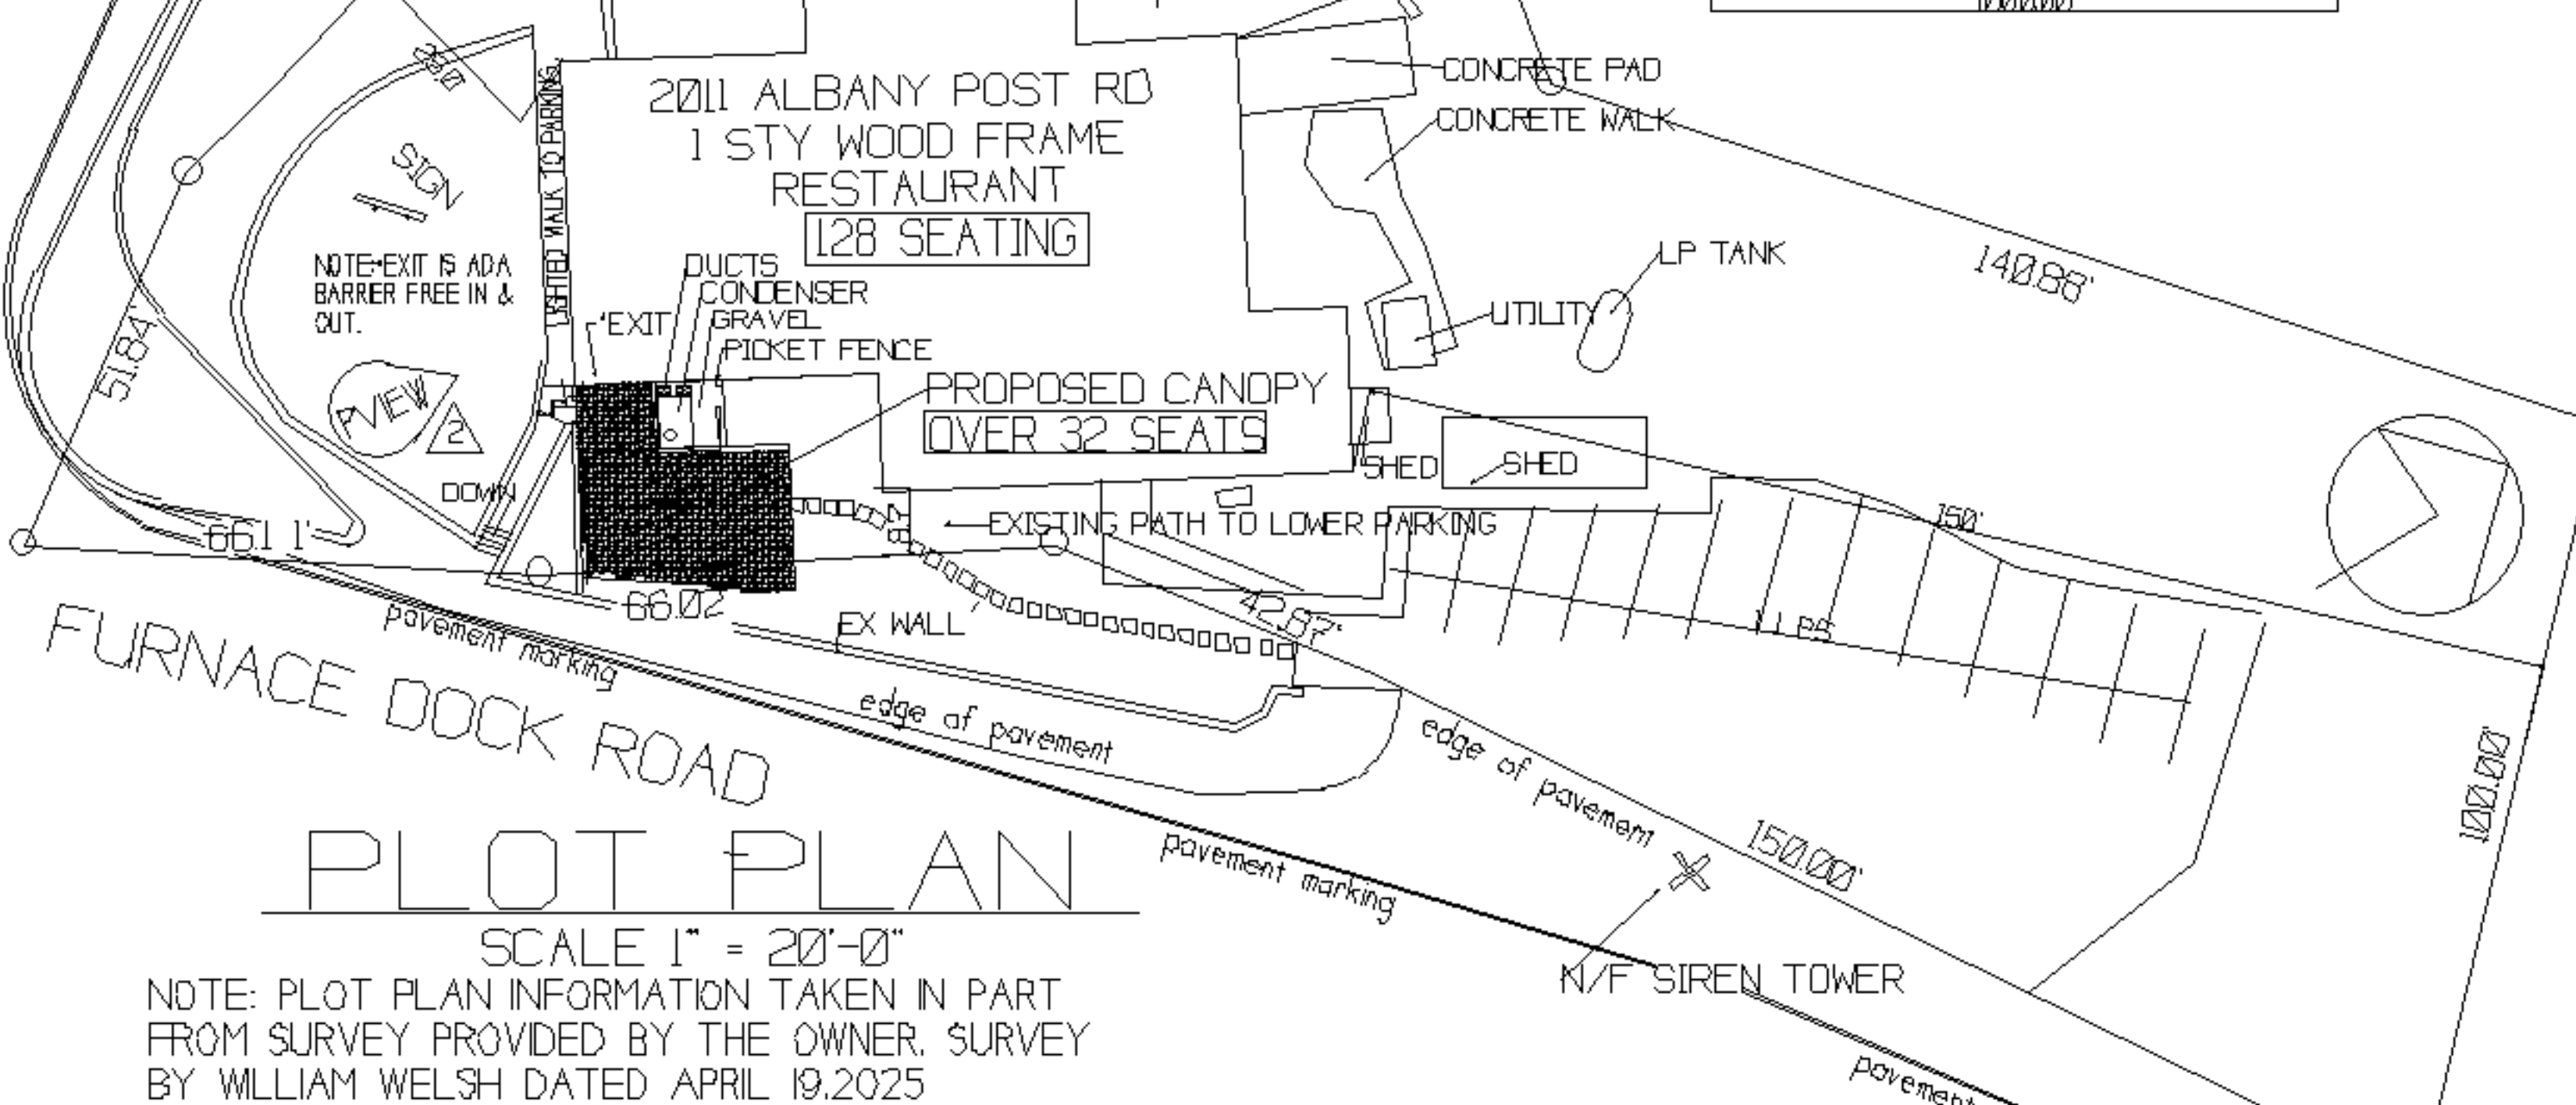 2011 ALBANY POST RD
1 STY WOOD FRAME
RESTAURANT
128 SEATING
CONCRETE PAD
CONCRETE WALK
LP TANK
UTILITY
140.88'
SIGN
LIGHTED WALK TO PARKING
NOTE:EXIT IS ADA
BARRIER FREE IN &
OUT.
51.84'
PVIEW
2
DOWN
EXIT
DUCTS
CONDENSER
GRAVEL
PICKET FENCE
PROPOSED CANOPY
OVER 32 SEATS
SHED
SHED
EXISTING PATH TO LOWER PARKING
150'
66.11'
66.02'
42.87'
EX WALL
pavement marking
edge of pavement
FURNACE DOCK ROAD
edge of pavement
pavement marking
150.00'
100.00'
N/F SIREN TOWER
pavement
PLOT PLAN
SCALE 1" = 20'-0"
NOTE: PLOT PLAN INFORMATION TAKEN IN PART
FROM SURVEY PROVIDED BY THE OWNER. SURVEY
BY WILLIAM WELSH DATED APRIL 19.2025